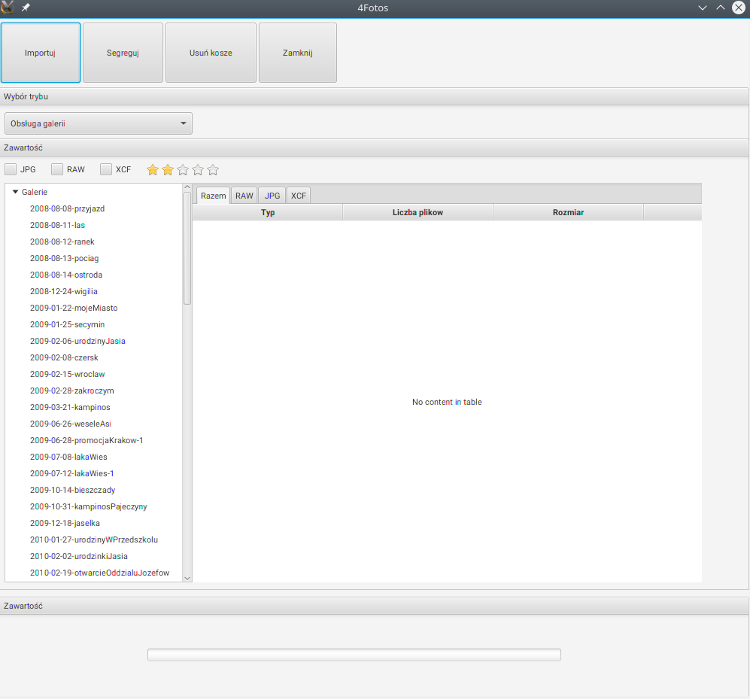 4Fotos
Importuj
Segreguj
Usuń kosze
Zamknij
Wybór trybu
Obsługa galerii
Zawartość
JPG RAW XCF
Galerie
2008-08-08-przyjazd
2008-08-11-las
2008-08-12-ranek
2008-08-13-pociag
2008-08-14-ostroda
2008-12-24-wigilia
2009-01-22-mojeMiasto
2009-01-25-secymin
2009-02-06-urodzinyJasia
2009-02-08-czersk
2009-02-15-wroclaw
2009-02-28-zakroczym
2009-03-21-kampinos
2009-06-26-weseleAsi
2009-06-28-promocjaKrakow-1
2009-07-08-lakaWies
2009-07-12-lakaWies-1
2009-10-14-bieszczady
2009-10-31-kampinosPajeczyny
2009-12-18-jaselka
2010-01-27-urodzinyWPrzedszkolu
2010-02-02-urodzinkiJasia
2010-02-19-otwarcieOddzialuJozefow
Razem RAW JPG XCF
Typ Liczba plikow Rozmiar
No content in table
Zawartość